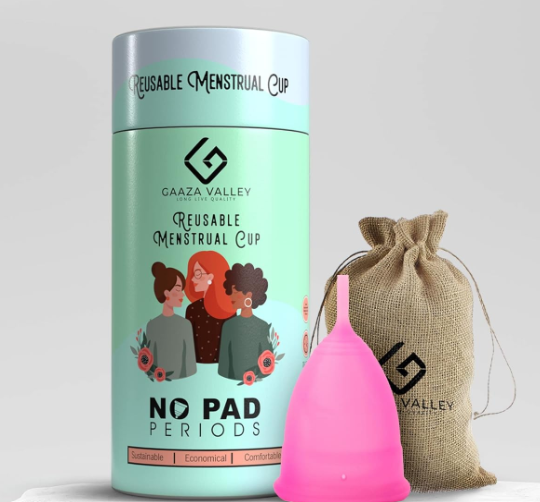 REUSABLE MENSTRUAL CUP
GAAZA VALLEY
LONG LIVE QUALITY
REUSABLE
MENSTRUAL CUP
NO PAD
PERIODS
Sustainable | Economical | Comfortable
VALLEY